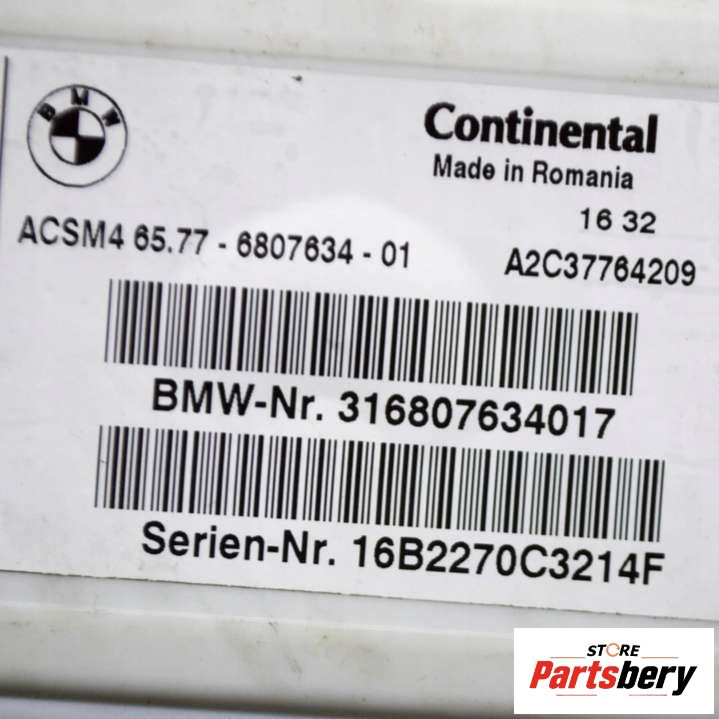 BMW
Continental
Made in Romania
16 32
ACSM4 65.77 - 6807634 - 01
A2C37764209
BMW-Nr. 316807634017
Serien-Nr. 16B2270C3214F
STORE
Partsbery